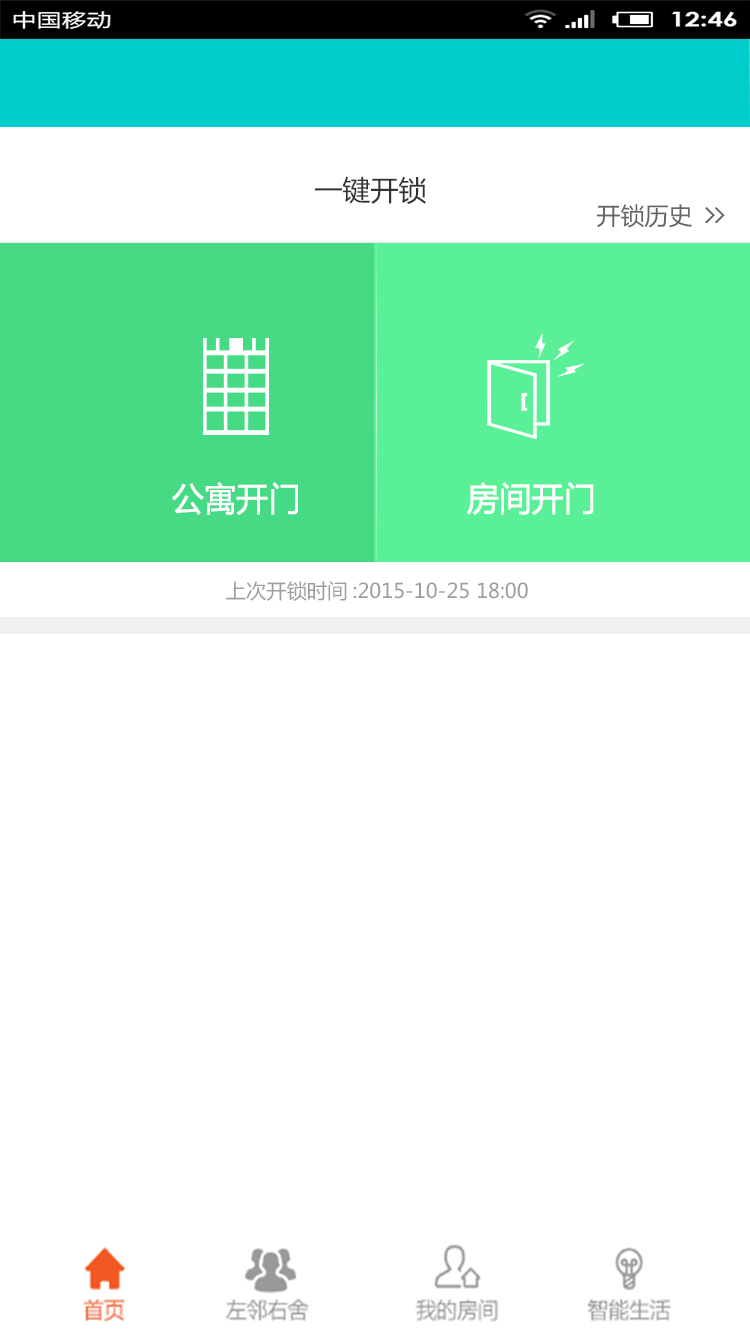 中国移动 12:46
一键开锁
开锁历史 >>
公寓开门 房间开门
上次开锁时间:2015-10-25 18:00
首页 左邻右舍 我的房间 智能生活